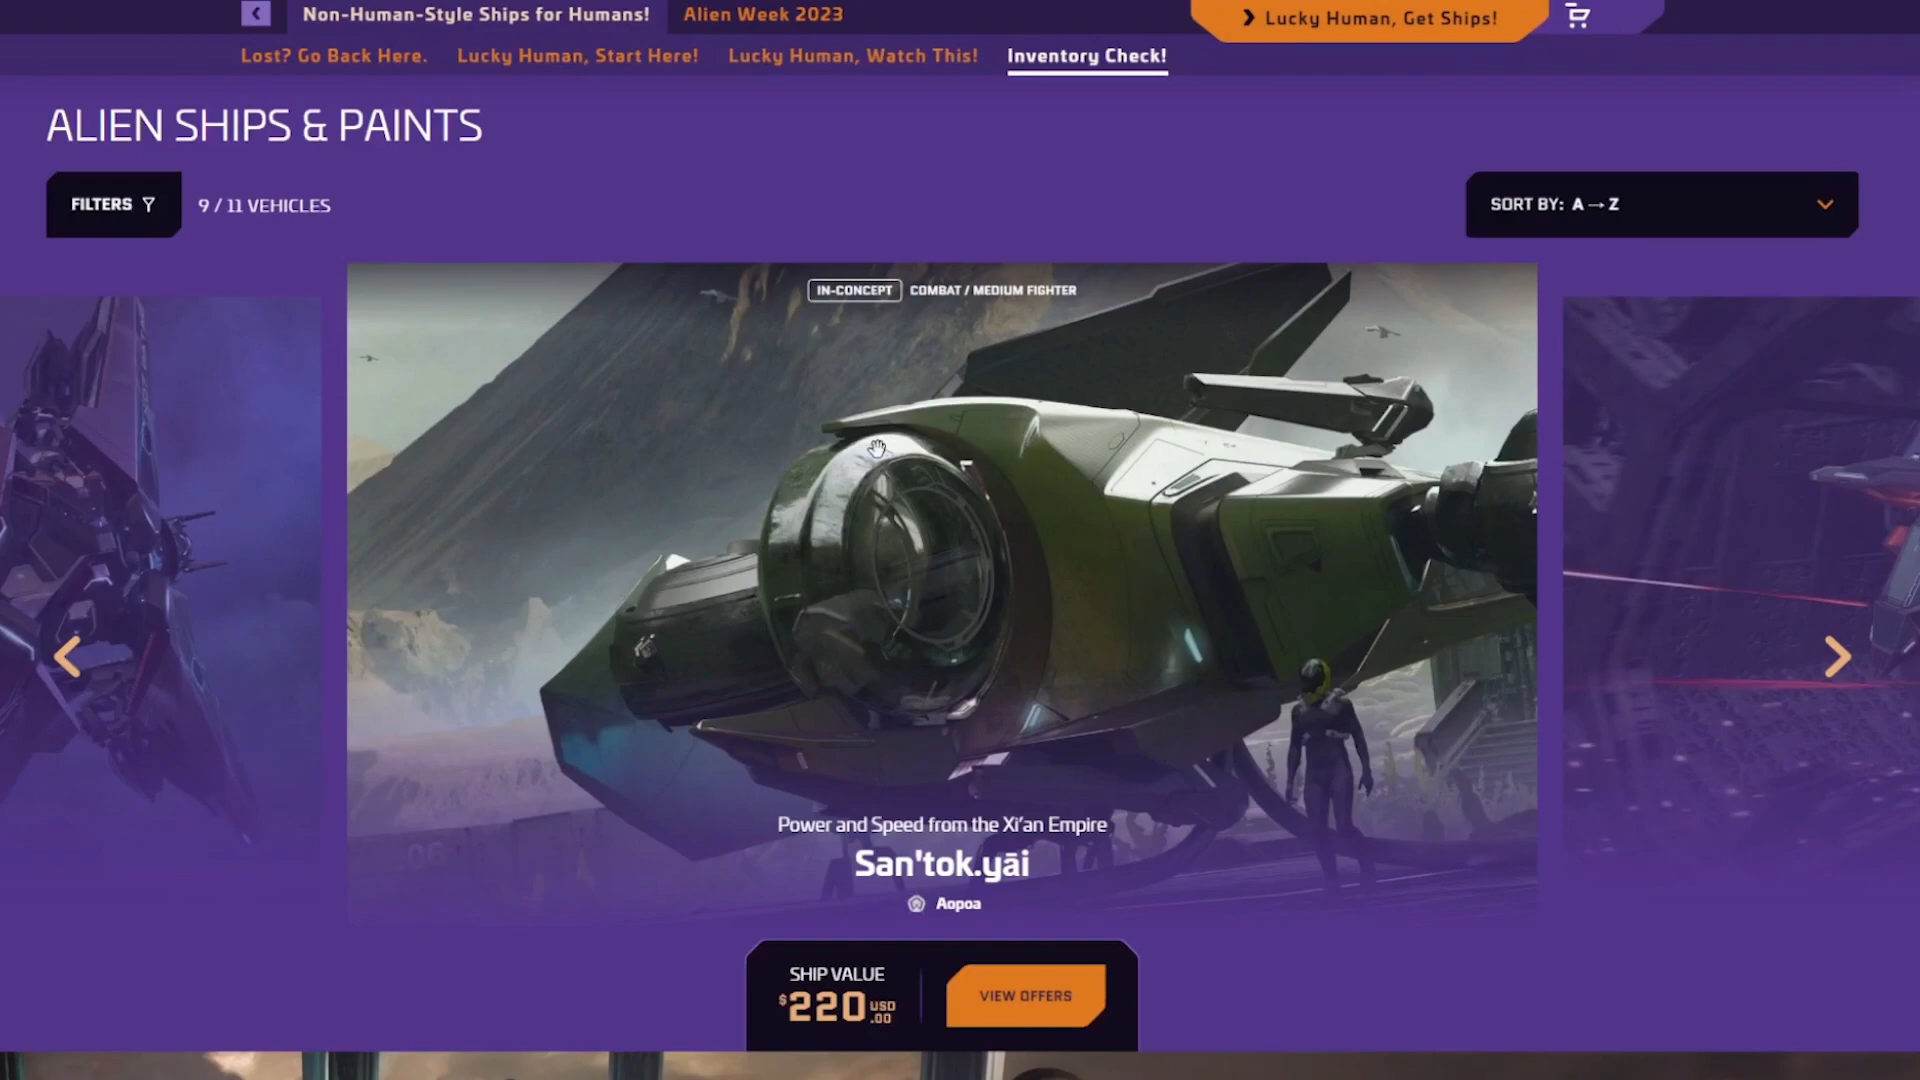 Non-Human-Style Ships for Humans!
Alien Week 2023
Lucky Human, Get Ships!
Lost? Go Back Here.
Lucky Human, Start Here!
Lucky Human, Watch This!
Inventory Check!
ALIEN SHIPS & PAINTS
FILTERS
9 / 11 VEHICLES
SORT BY: A → Z
IN-CONCEPT
COMBAT / MEDIUM FIGHTER
Power and Speed from the Xi'an Empire
San'tok.yāi
Aopoa
SHIP VALUE
$220 USD .00
VIEW OFFERS